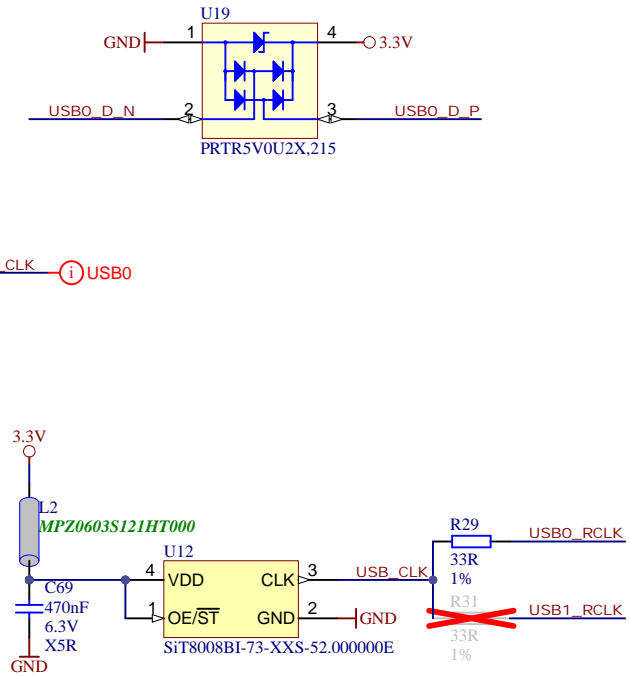 U19
GND
1
4
3.3V
USB0_D_N
2
3
USB0_D_P
PRTR5V0U2X,215
_CLK
i
USB0
3.3V
L2
MPZ0603S121HT000
C69
470nF
6.3V
X5R
GND
U12
4
VDD
CLK
3
1
OE/ST
GND
2
GND
SiT8008BI-73-XXS-52.000000E
USB_CLK
R29
33R
1%
USB0_RCLK
R31
33R
1%
USB1_RCLK